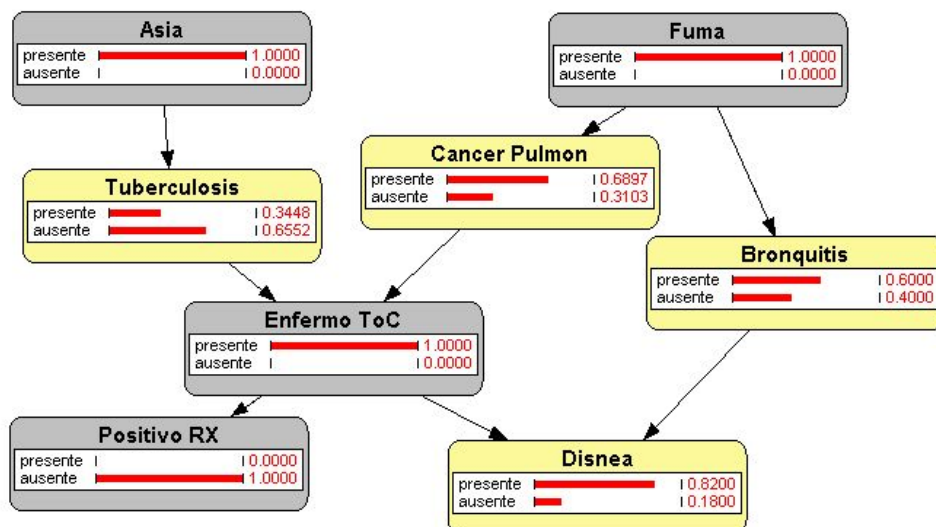 Asia
presente 1.0000
ausente 0.0000
Fuma
presente 1.0000
ausente 0.0000
Cancer Pulmon
presente 0.6897
ausente 0.3103
Tuberculosis
presente 0.3448
ausente 0.6552
Bronquitis
presente 0.6000
ausente 0.4000
Enfermo ToC
presente 1.0000
ausente 0.0000
Positivo RX
presente 0.0000
ausente 1.0000
Disnea
presente 0.8200
ausente 0.1800